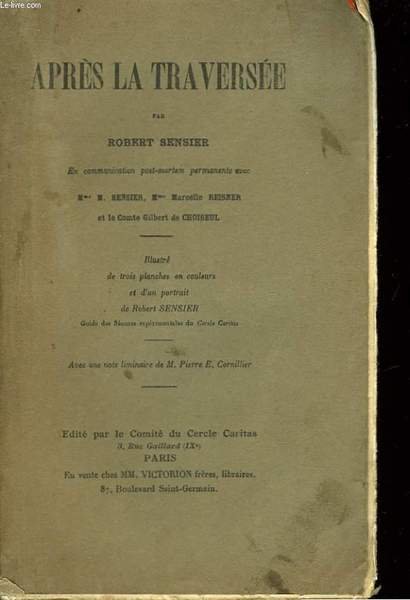 Le-Livre.com
APRÈS LA TRAVERSÉE
PAR
ROBERT SENSIER
En communication post-mortem permanente avec
Mme M. SENSIER, Mme Marcelle REISNER
et le Comte Gilbert de CHOISEUL
Illustré
de trois planches en couleurs
et d'un portrait
de Robert SENSIER
Guide des Séances expérimentales du Cercle Caritas
Avec une note liminaire de M. Pierre E. Cornillier
Edité par le Comité du Cercle Caritas
3, Rue Gaillard (IXe)
PARIS
En vente chez MM. VICTORION frères, libraires.
87, Boulevard Saint-Germain.